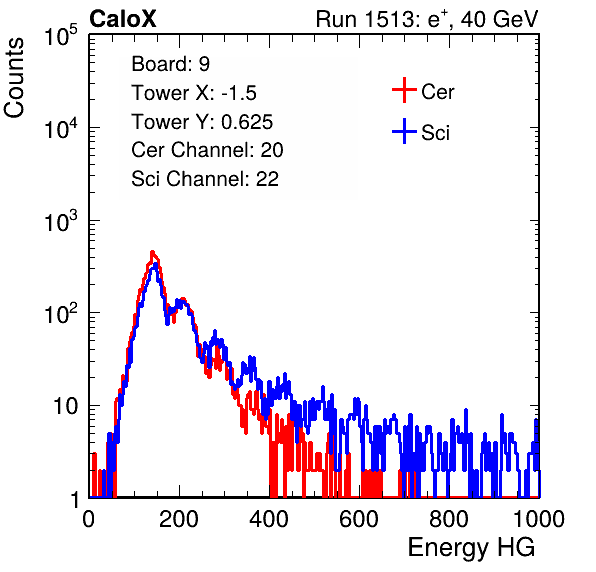 CaloX Run 1513: e⁺, 40 GeV
Counts
Board: 9
Tower X: -1.5
Tower Y: 0.625
Cer Channel: 20
Sci Channel: 22
Cer
Sci
10⁵
10⁴
10³
10²
10
1
0 200 400 600 800 1000
Energy HG